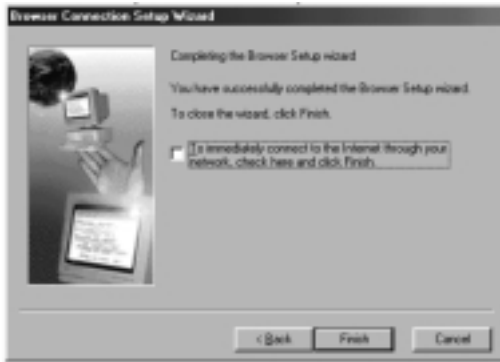 Browser Connection Setup Wizard
Completing the Browser Setup wizard
You have successfully completed the Browser Setup wizard.
To close the wizard, click Finish.
To immediately connect to the Internet through your
network, check here and click Finish.
< Back
Finish
Cancel